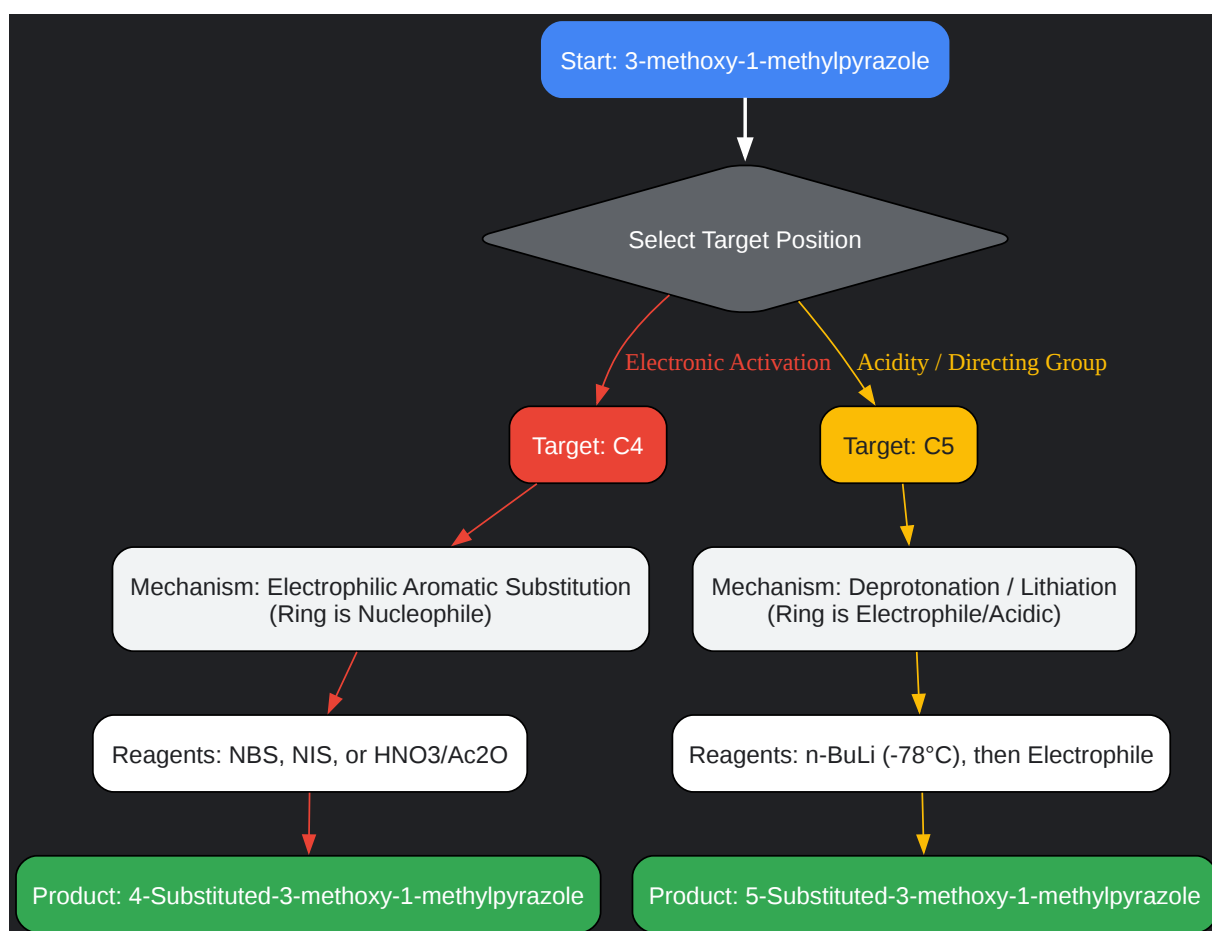 Start: 3-methoxy-1-methylpyrazole
Select Target Position
Electronic Activation
Acidity / Directing Group
Target: C4
Target: C5
Mechanism: Electrophilic Aromatic Substitution
(Ring is Nucleophile)
Mechanism: Deprotonation / Lithiation
(Ring is Electrophile/Acidic)
Reagents: NBS, NIS, or HNO3/Ac2O
Reagents: n-BuLi (-78°C), then Electrophile
Product: 4-Substituted-3-methoxy-1-methylpyrazole
Product: 5-Substituted-3-methoxy-1-methylpyrazole